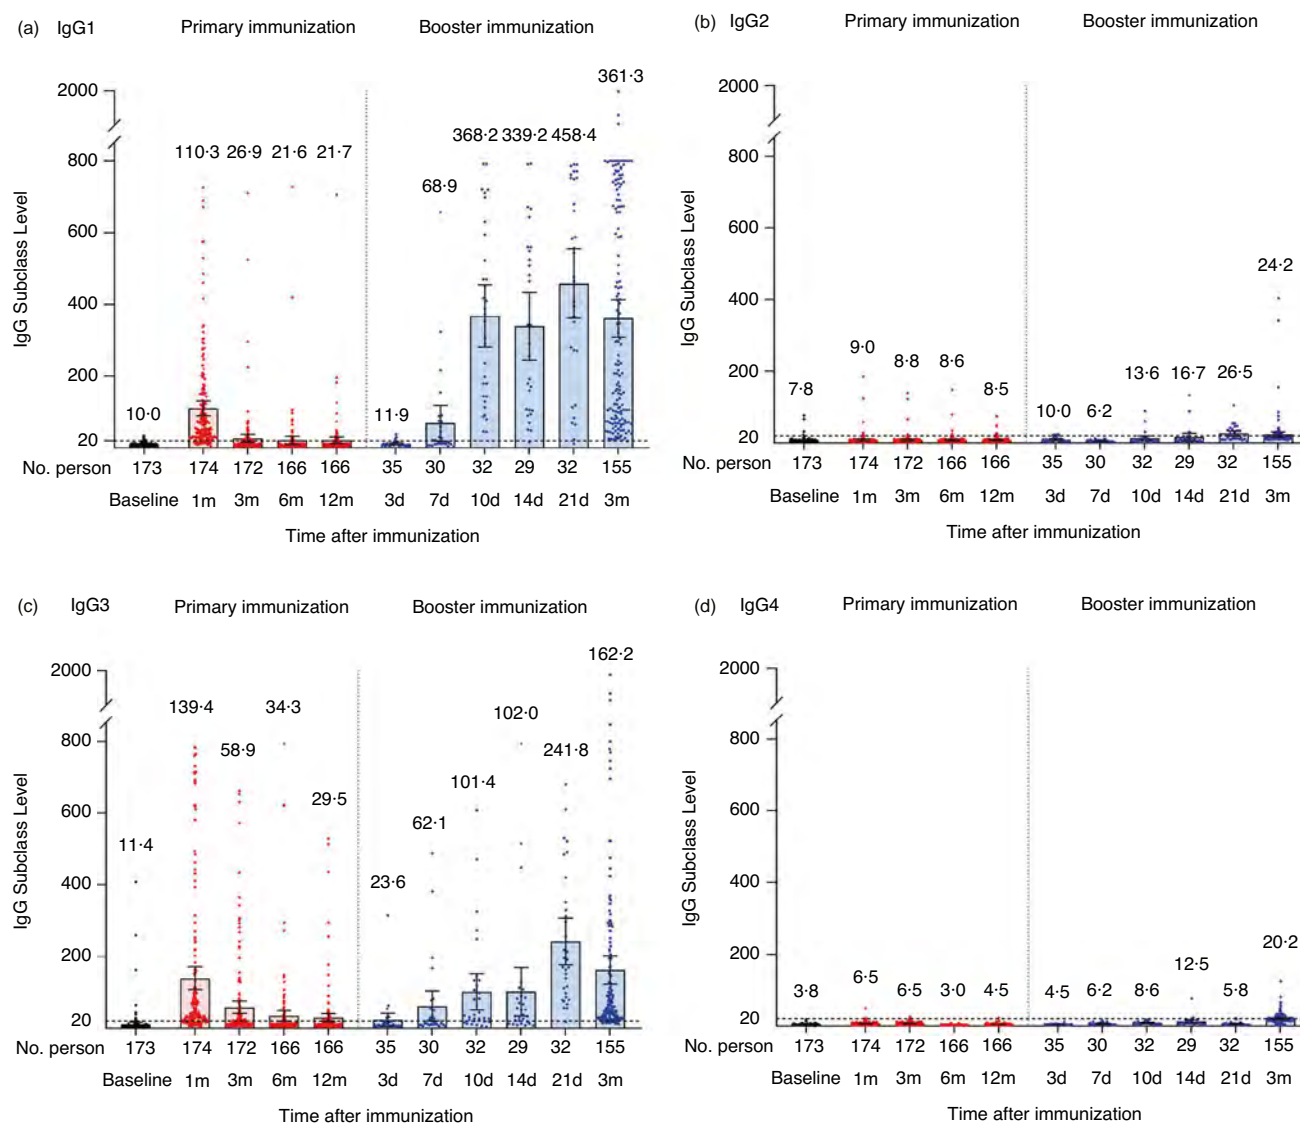 (a) IgG1 Primary immunization Booster immunization
361·3
2000
368·2 339·2 458·4
110·3 26·9 21·6 21·7
800
68·9
600
IgG Subclass Level
400
200
10·0 11·9
20
No. person 173 174 172 166 166 35 30 32 29 32 155
Baseline 1m 3m 6m 12m 3d 7d 10d 14d 21d 3m
Time after immunization
(b) IgG2 Primary immunization Booster immunization
2000
800
600
IgG Subclass Level
24·2
400
9·0
7·8 8·8 8·6 8·5 13·6 16·7 26·5
200
10·0 6·2
20
No. person 173 174 172 166 166 35 30 32 29 32 155
Baseline 1m 3m 6m 12m 3d 7d 10d 14d 21d 3m
Time after immunization
(c) IgG3 Primary immunization Booster immunization
162·2
2000
139·4 34·3 102·0
58·9 241·8
800
101·4
29·5
62·1
600
IgG Subclass Level
11·4
23·6
400
200
20
No. person 173 174 172 166 166 35 30 32 29 32 155
Baseline 1m 3m 6m 12m 3d 7d 10d 14d 21d 3m
Time after immunization
(d) IgG4 Primary immunization Booster immunization
2000
800
600
IgG Subclass Level
400
200
20·2
12·5
3·8 6·5 6·5 3·0 4·5 4·5 6·2 8·6 5·8
20
No. person 173 174 172 166 166 35 30 32 29 32 155
Baseline 1m 3m 6m 12m 3d 7d 10d 14d 21d 3m
Time after immunization